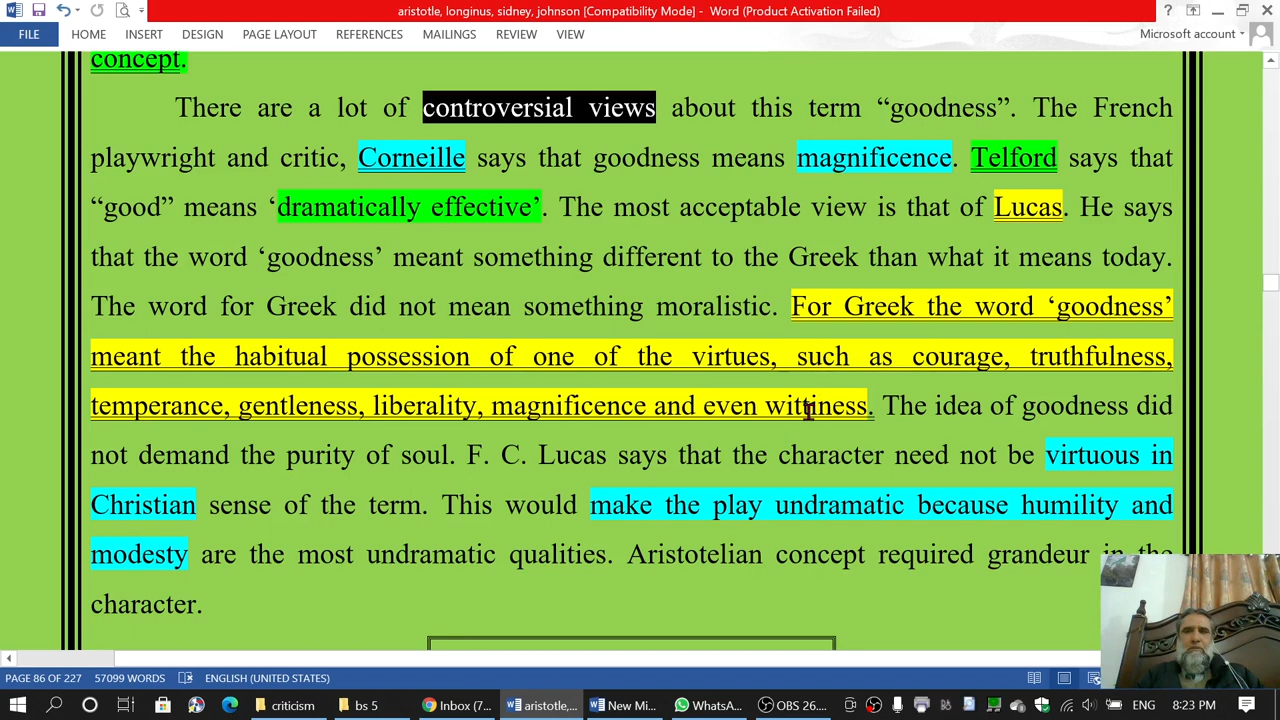 aristotle, longinus, sidney, johnson [Compatibility Mode] - Word (Product Activation Failed)
FILE HOME INSERT DESIGN PAGE LAYOUT REFERENCES MAILINGS REVIEW VIEW Microsoft account
concept.
There are a lot of controversial views about this term “goodness”. The French
playwright and critic, Corneille says that goodness means magnificence. Telford says that
“good” means ‘dramatically effective’. The most acceptable view is that of Lucas. He says
that the word ‘goodness’ meant something different to the Greek than what it means today.
The word for Greek did not mean something moralistic. For Greek the word ‘goodness’
meant the habitual possession of one of the virtues, such as courage, truthfulness,
temperance, gentleness, liberality, magnificence and even wittiness. The idea of goodness did
not demand the purity of soul. F. C. Lucas says that the character need not be virtuous in
Christian sense of the term. This would make the play undramatic because humility and
modesty are the most undramatic qualities. Aristotelian concept required grandeur in the
character.
PAGE 86 OF 227 57099 WORDS ENGLISH (UNITED STATES)
criticism bs 5 Inbox (7... aristotle,... New Mi... WhatsA... OBS 26.... 8:23 PM